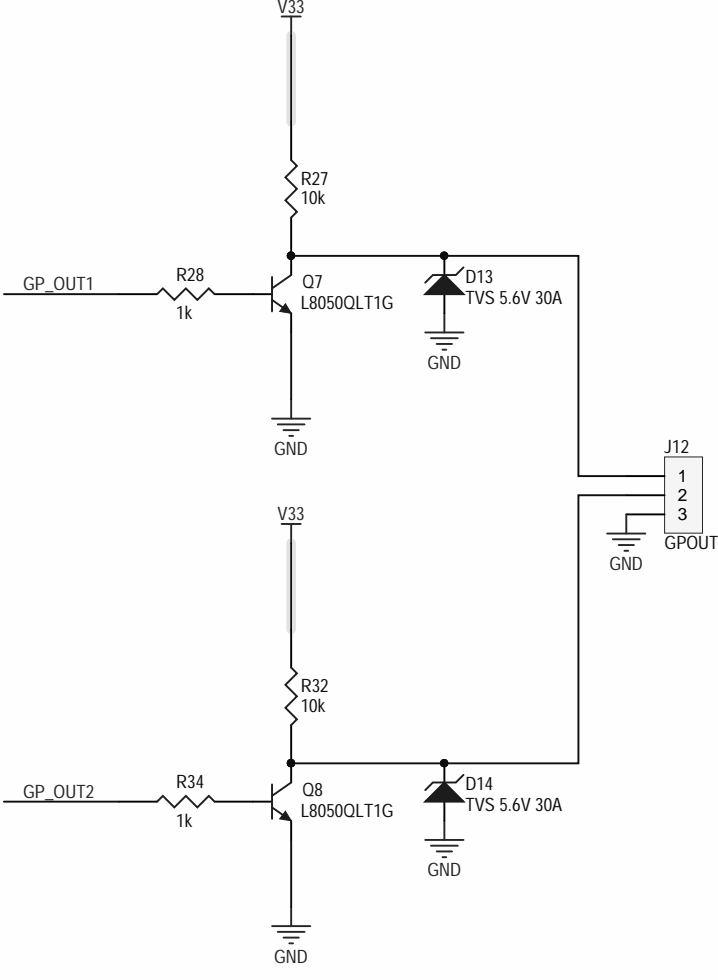 V33
R27
10k
GP_OUT1
R28
1k
Q7
L8050QLT1G
D13
TVS 5.6V 30A
GND
GND
J12
1
2
3
GPOUT
GND
V33
R32
10k
GP_OUT2
R34
1k
Q8
L8050QLT1G
D14
TVS 5.6V 30A
GND
GND